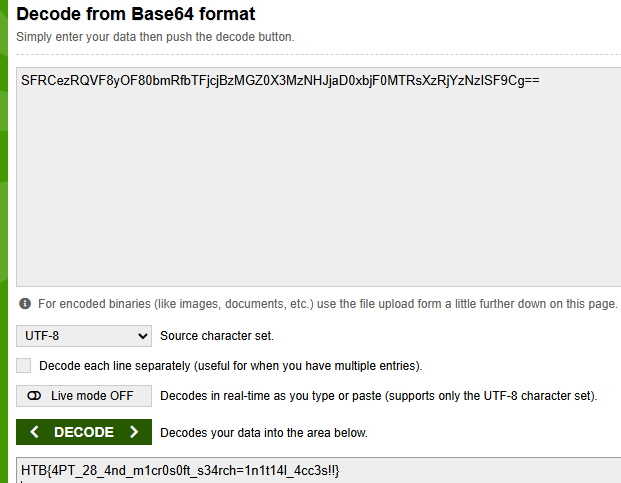 Decode from Base64 format
Simply enter your data then push the decode button.
SFRCezRQVF8yOF80bmRfbTFjcjBzMGZ0X3MzNHJjaD0xbjF0MTRsXzRjYzNzISF9Cg==
For encoded binaries (like images, documents, etc.) use the file upload form a little further down on this page.
UTF-8 Source character set.
Decode each line separately (useful for when you have multiple entries).
Live mode OFF Decodes in real-time as you type or paste (supports only the UTF-8 character set).
< DECODE > Decodes your data into the area below.
HTB{4PT_28_4nd_m1cr0s0ft_s34rch=1n1t14l_4cc3s!!}